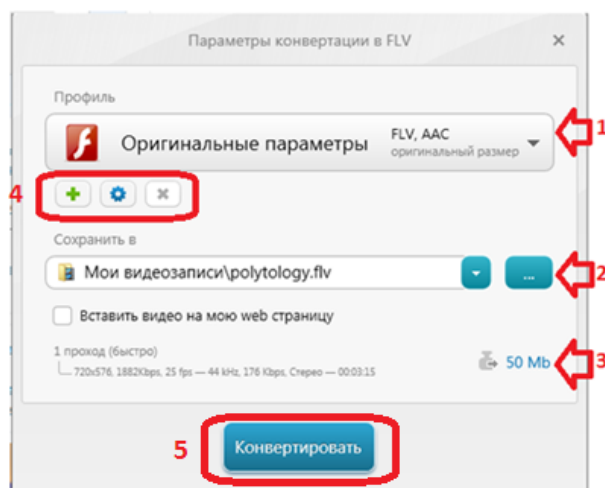 Параметры конвертации в FLV
Профиль
Оригинальные параметры
FLV, AAC
оригинальный размер
1
4
Сохранить в
Мои видеозаписи\polytology.flv
...
2
Вставить видео на мою web страницу
1 проход (быстро)
720x576, 1882Kbps, 25 fps — 44 kHz, 176 Kbps, Стерео — 00:03:15
50 Mb
3
5
Конвертировать